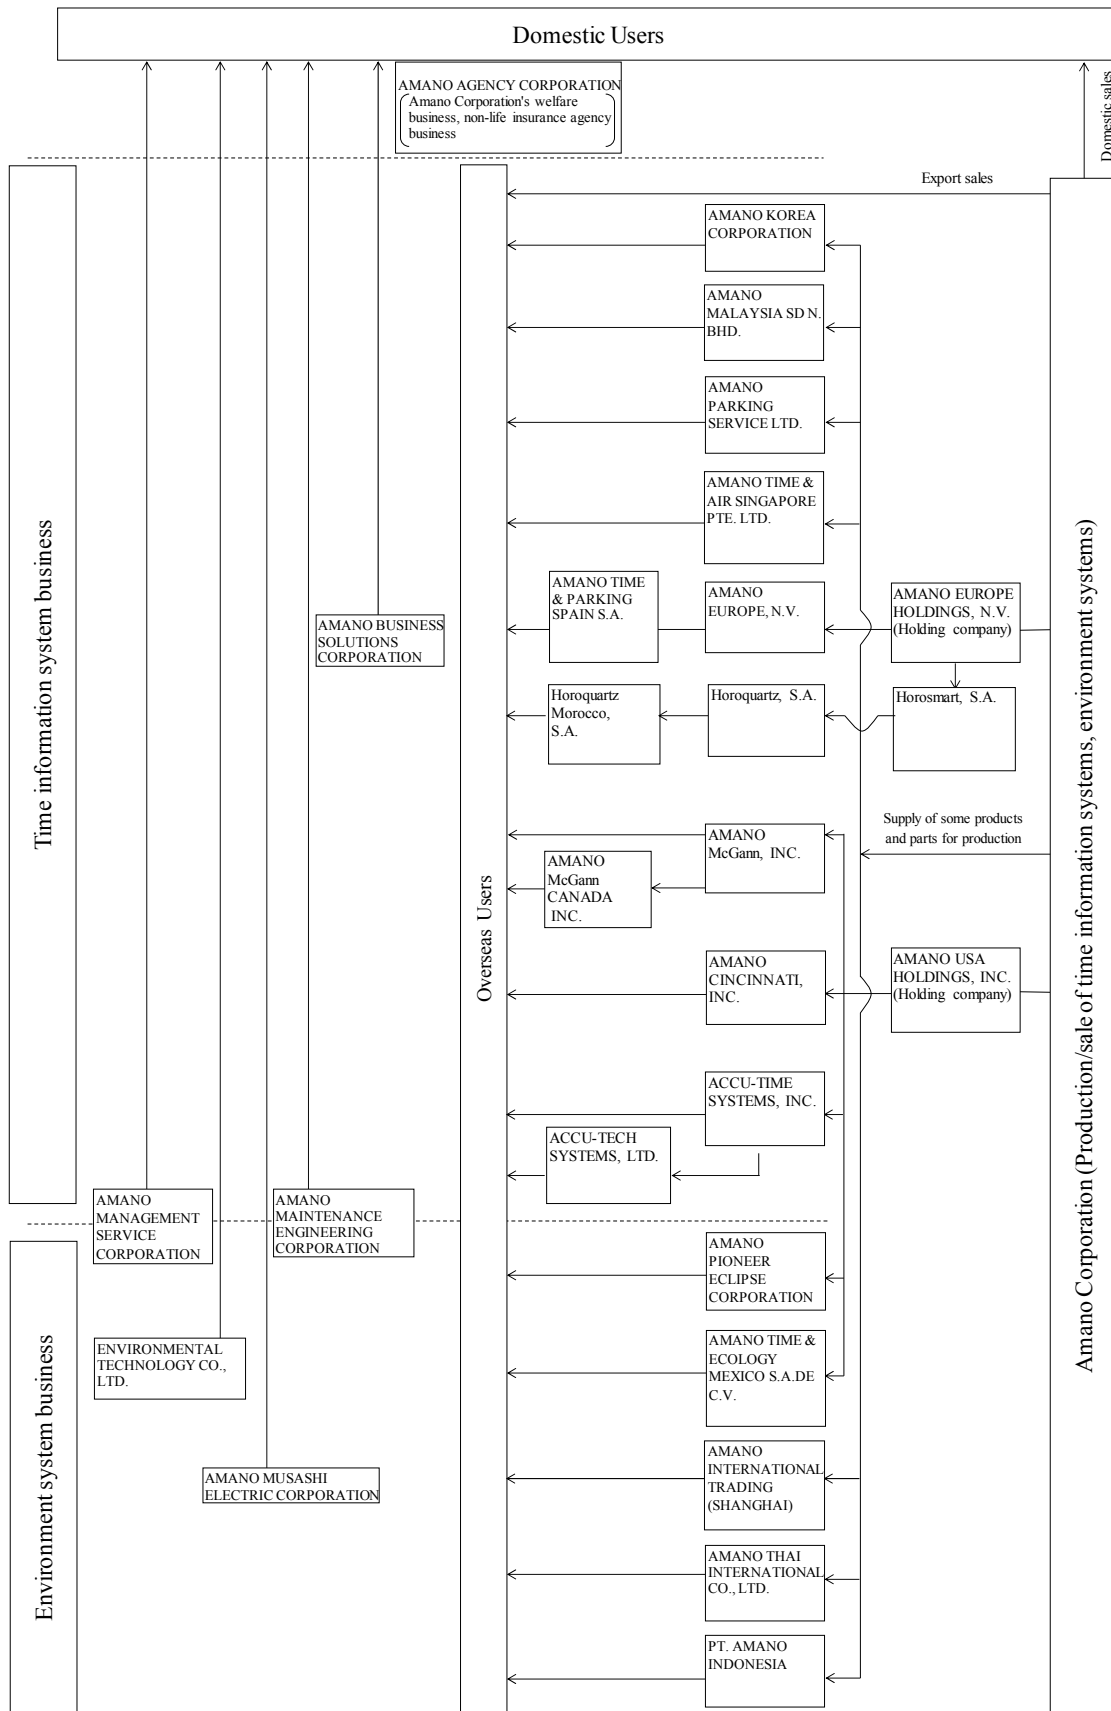 Domestic Users
AMANO AGENCY CORPORATION
Amano Corporation's welfare
business, non-life insurance agency
business
Domestic sales
Export sales
AMANO KOREA
CORPORATION
AMANO
MALAYSIA SD N.
BHD.
AMANO
PARKING
SERVICE LTD.
AMANO TIME &
AIR SINGAPORE
PTE. LTD.
Time information system business
AMANO BUSINESS
SOLUTIONS
CORPORATION
Overseas Users
AMANO TIME
& PARKING
SPAIN S.A.
AMANO
EUROPE, N.V.
AMANO EUROPE
HOLDINGS, N.V.
(Holding company)
Horoquartz
Morocco,
S.A.
Horoquartz, S.A.
Horosmart, S.A.
Amano Corporation (Production/sale of time information systems, environment systems)
Supply of some products
and parts for production
AMANO
McGann, INC.
AMANO
McGann
CANADA
INC.
AMANO
CINCINNATI,
INC.
AMANO USA
HOLDINGS, INC.
(Holding company)
ACCU-TIME
SYSTEMS, INC.
ACCU-TECH
SYSTEMS, LTD.
AMANO
MANAGEMENT
SERVICE
CORPORATION
AMANO
MAINTENANCE
ENGINEERING
CORPORATION
AMANO
PIONEER
ECLIPSE
CORPORATION
Environment system business
ENVIRONMENTAL
TECHNOLOGY CO.,
LTD.
AMANO TIME &
ECOLOGY
MEXICO S.A.DE
C.V.
AMANO MUSASHI
ELECTRIC CORPORATION
AMANO
INTERNATIONAL
TRADING
(SHANGHAI)
AMANO THAI
INTERNATIONAL
CO., LTD.
PT. AMANO
INDONESIA